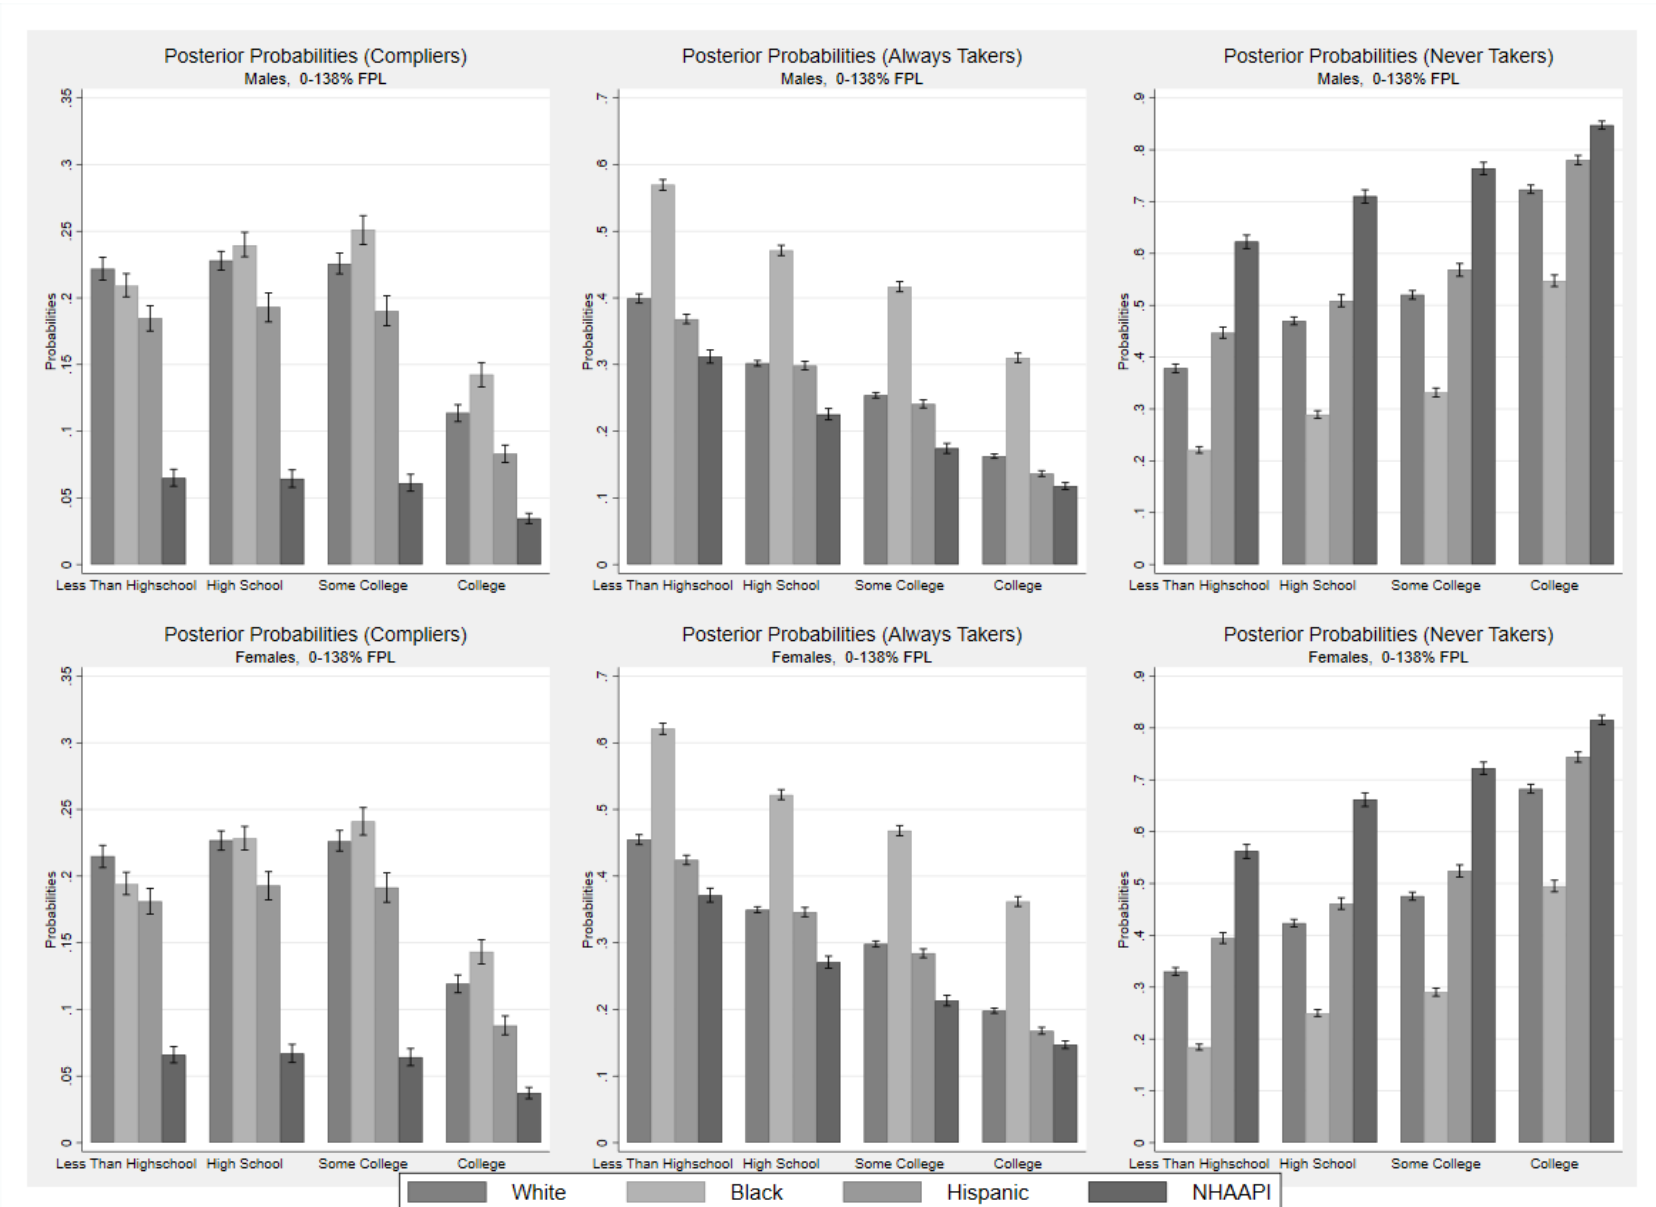 Posterior Probabilities (Compliers)
Males, 0-138% FPL
Probabilities
0 .05 .1 .15 .2 .25 .3 .35
Less Than Highschool High School Some College College
Posterior Probabilities (Always Takers)
Males, 0-138% FPL
Probabilities
0 .1 .2 .3 .4 .5 .6 .7
Less Than Highschool High School Some College College
Posterior Probabilities (Never Takers)
Males, 0-138% FPL
Probabilities
0 .1 .2 .3 .4 .5 .6 .7 .8 .9
Less Than Highschool High School Some College College
Posterior Probabilities (Compliers)
Females, 0-138% FPL
Probabilities
0 .05 .1 .15 .2 .25 .3 .35
Less Than Highschool High School Some College College
Posterior Probabilities (Always Takers)
Females, 0-138% FPL
Probabilities
0 .1 .2 .3 .4 .5 .6 .7
Less Than Highschool High School Some College College
Posterior Probabilities (Never Takers)
Females, 0-138% FPL
Probabilities
0 .1 .2 .3 .4 .5 .6 .7 .8 .9
Less Than Highschool High School Some College College
White Black Hispanic NHAAPI